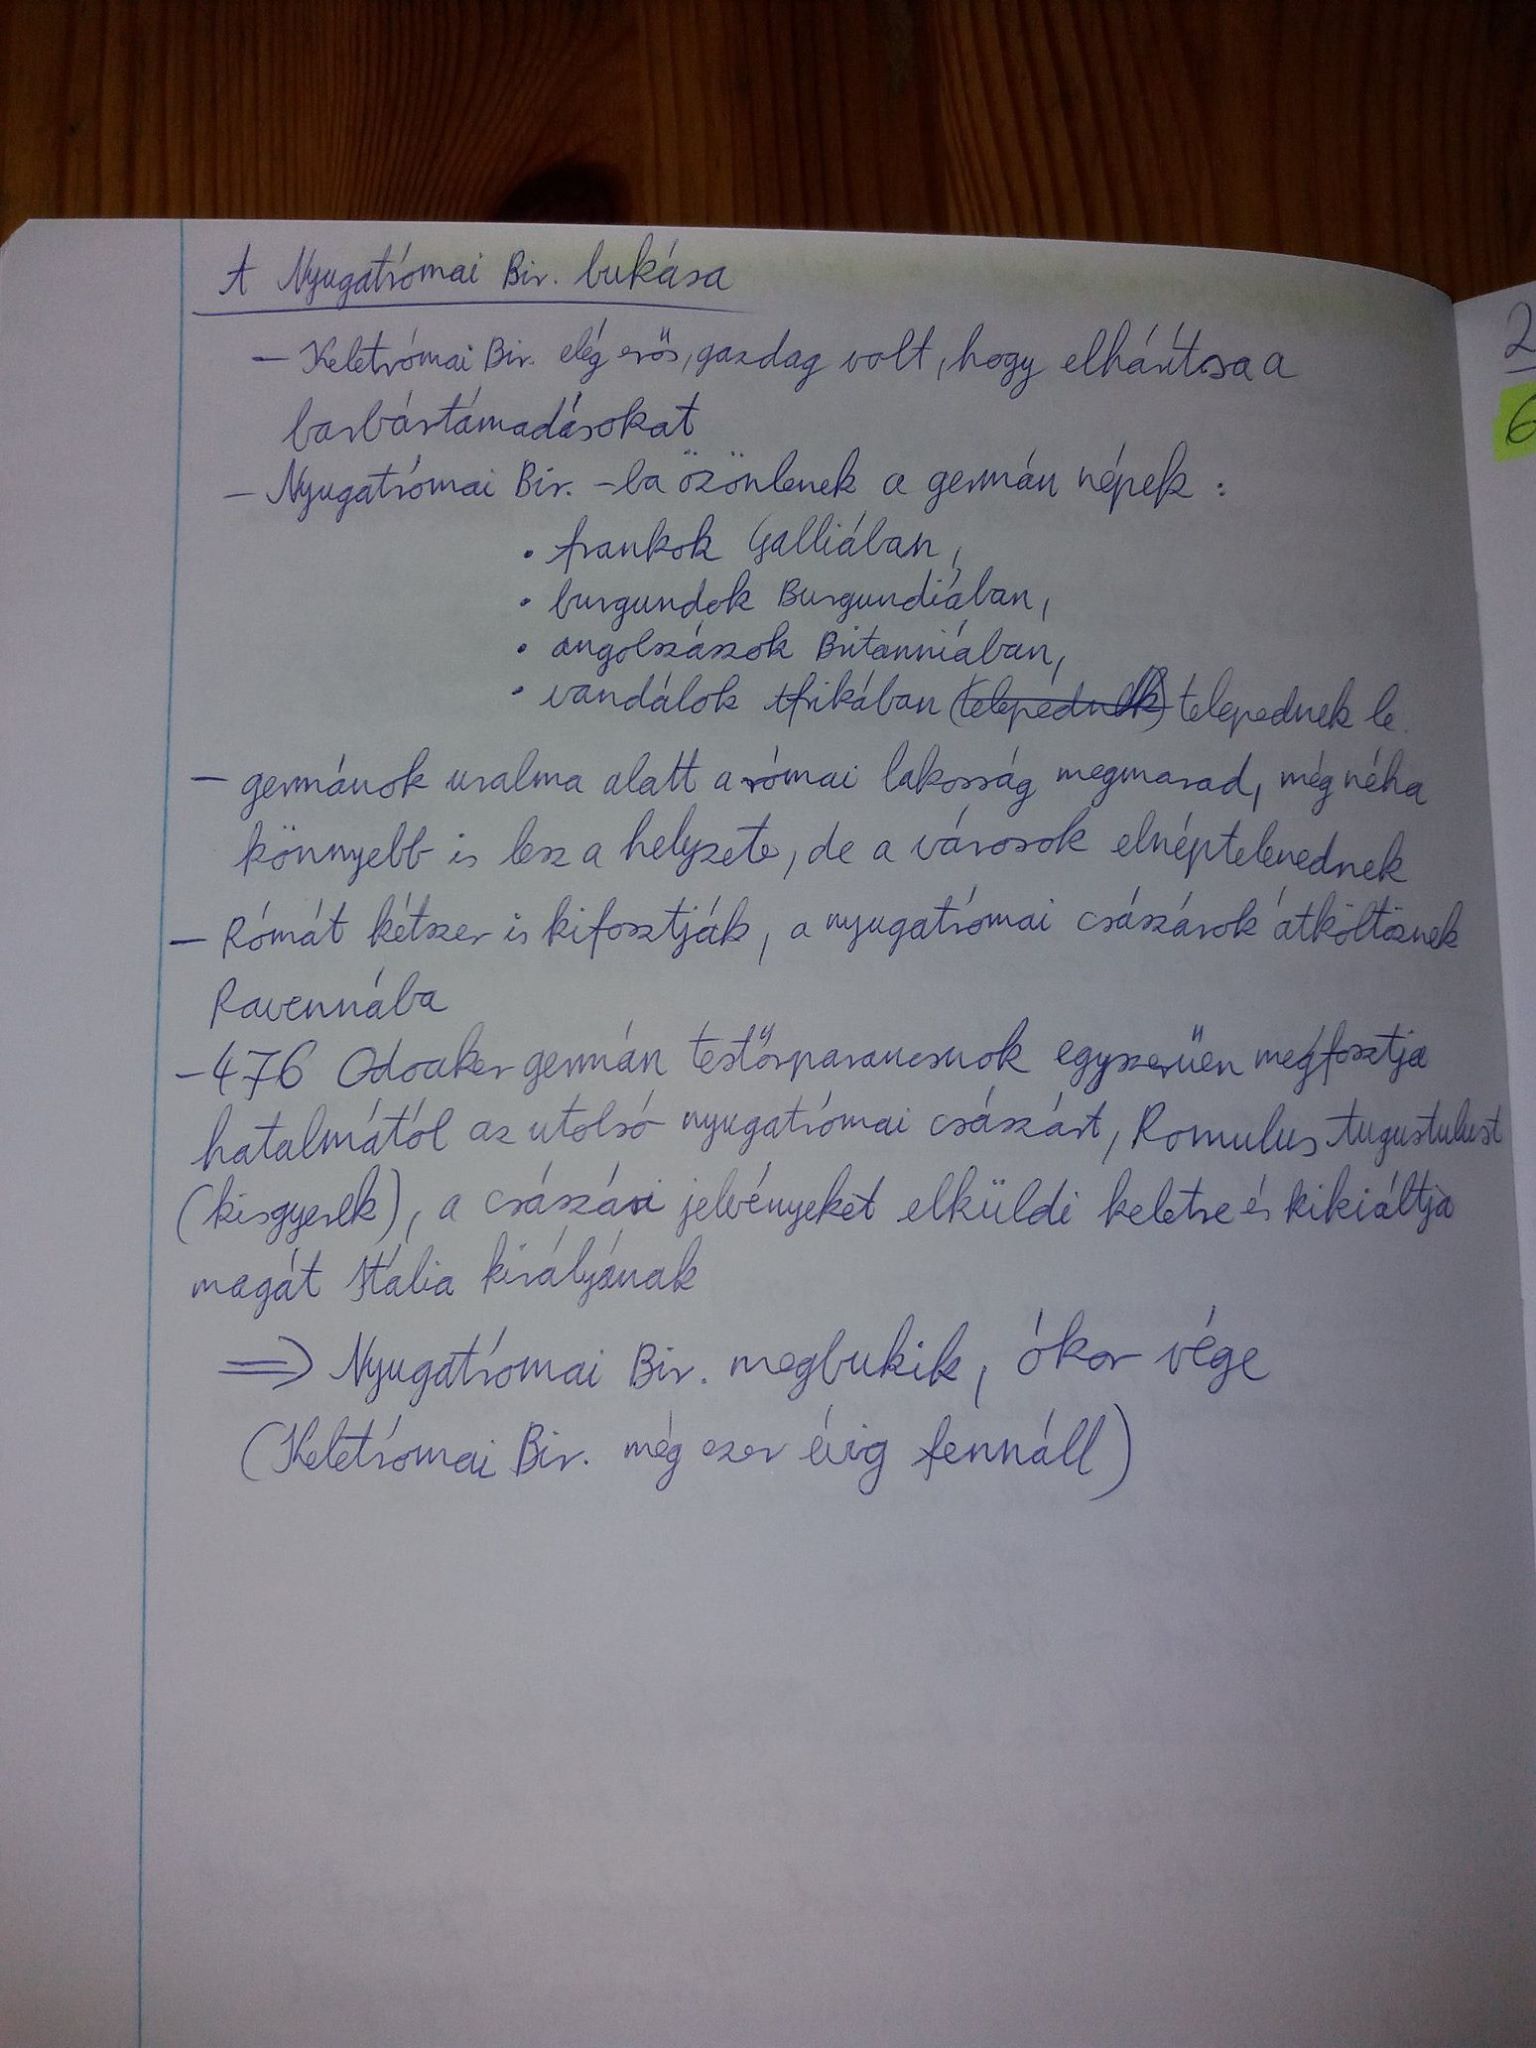 A Nyugatrómai Bir. bukása
– Keletrómai Bir. elég erős, gazdag volt, hogy elhárítsa a
barbártámadásokat
– Nyugatrómai Bir. -ba özönlenek a germán népek :
• frankok Galliában,
• burgundok Burgundiában,
• angolszászok Britanniában,
• vandálok Afrikában (telepednek) telepednek le.
– germánok uralma alatt a római lakosság megmarad, még néha
könnyebb is lesz a helyzete, de a városok elnéptelenednek
– Rómát kétszer is kifosztják, a nyugatrómai császárok átköltöznek
Ravennába
– 476 Odoaker germán testőrparancsnok egyszerűen megfosztja
hatalmától az utolsó nyugatrómai császárt, Romulus Augustulust
(kisgyerek), a császári jelvényeket elküldi keletre és kikiáltja
magát Itália királyának
⇒ Nyugatrómai Bir. megbukik, ókor vége
(Keletrómai Bir. még ezer évig fennáll)
2
6